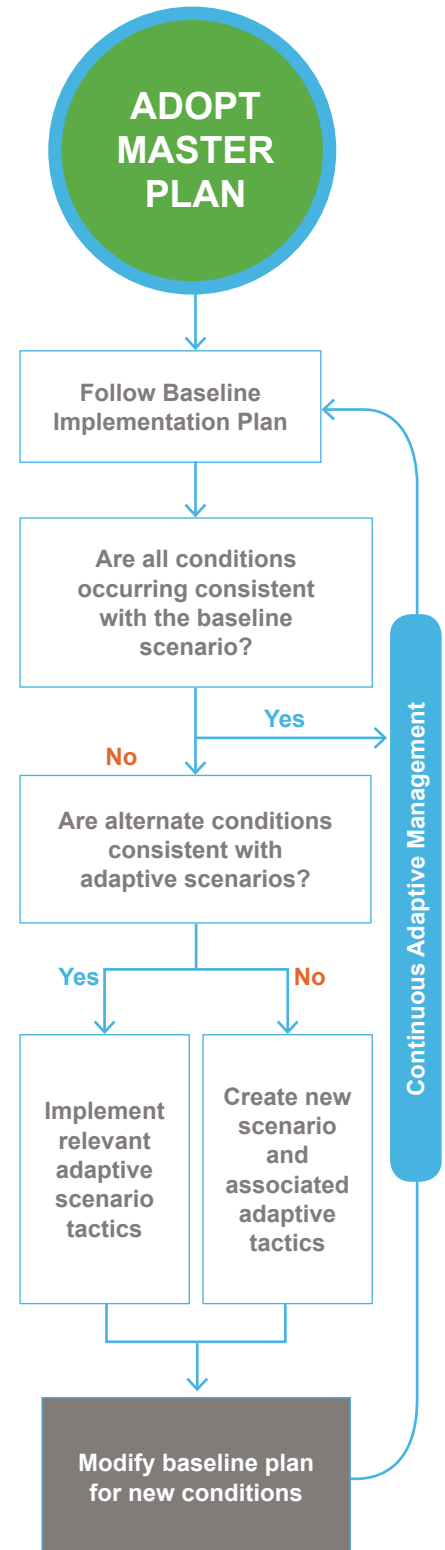 ADOPT
MASTER
PLAN
Follow Baseline
Implementation Plan
Are all conditions
occurring consistent
with the baseline
scenario?
Yes
No
Are alternate conditions
consistent with
adaptive scenarios?
Yes
No
Implement
relevant
adaptive
scenario
tactics
Create new
scenario
and
associated
adaptive
tactics
Modify baseline plan
for new conditions
Continuous Adaptive Management